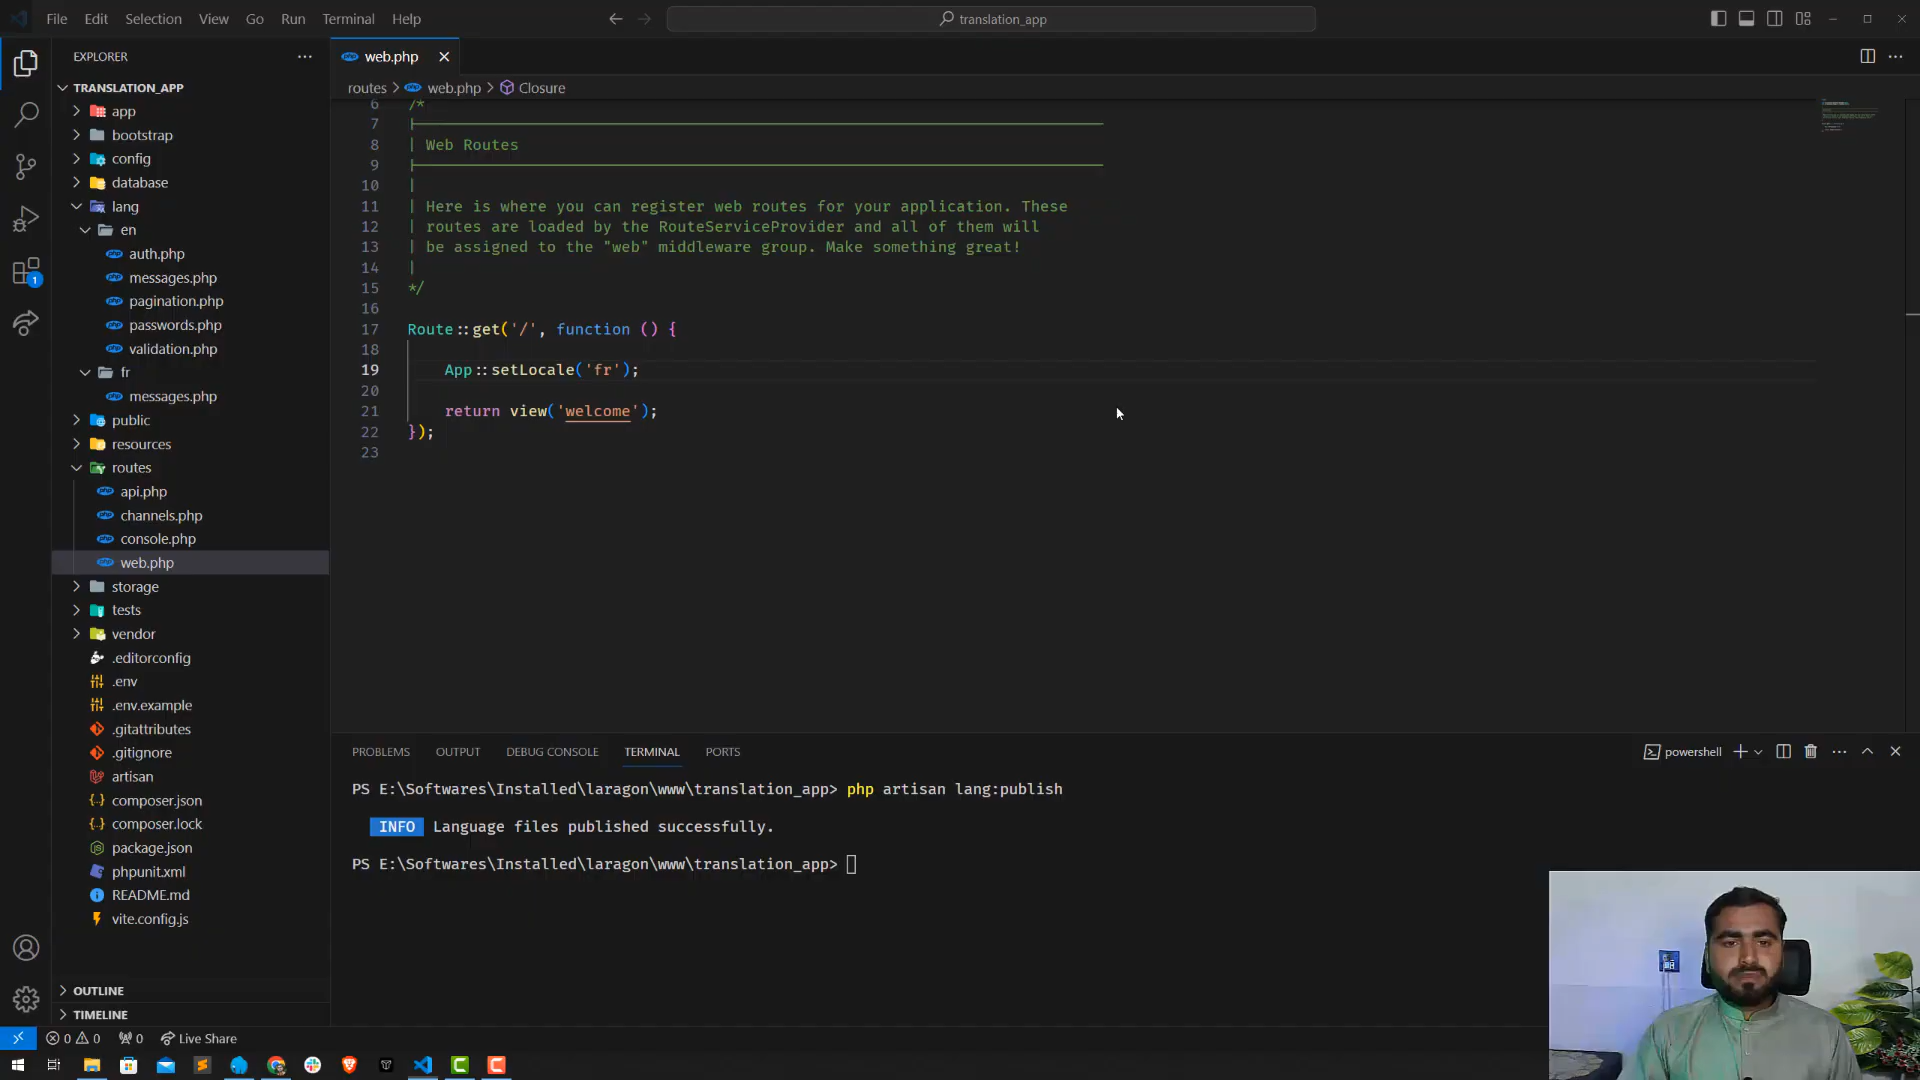 File Edit Selection View Go Run Terminal Help
translation_app
EXPLORER
TRANSLATION_APP
app
bootstrap
config
database
lang
en
auth.php
messages.php
pagination.php
passwords.php
validation.php
fr
messages.php
public
resources
routes
api.php
channels.php
console.php
web.php
storage
tests
vendor
.editorconfig
.env
.env.example
.gitattributes
.gitignore
artisan
composer.json
composer.lock
package.json
phpunit.xml
README.md
vite.config.js
OUTLINE
TIMELINE
web.php
routes > web.php > Closure
6 /*
7
8 | Web Routes
9
10 |
11 | Here is where you can register web routes for your application. These
12 | routes are loaded by the RouteServiceProvider and all of them will
13 | be assigned to the "web" middleware group. Make something great!
14 |
15 */
16
17 Route::get('/', function () {
18
19 App::setLocale('fr');
20
21 return view('welcome');
22 });
23
PROBLEMS OUTPUT DEBUG CONSOLE TERMINAL PORTS
powershell
PS E:\Softwares\Installed\laragon\www\translation_app> php artisan lang:publish
INFO Language files published successfully.
PS E:\Softwares\Installed\laragon\www\translation_app>
1
0 0 0 Live Share